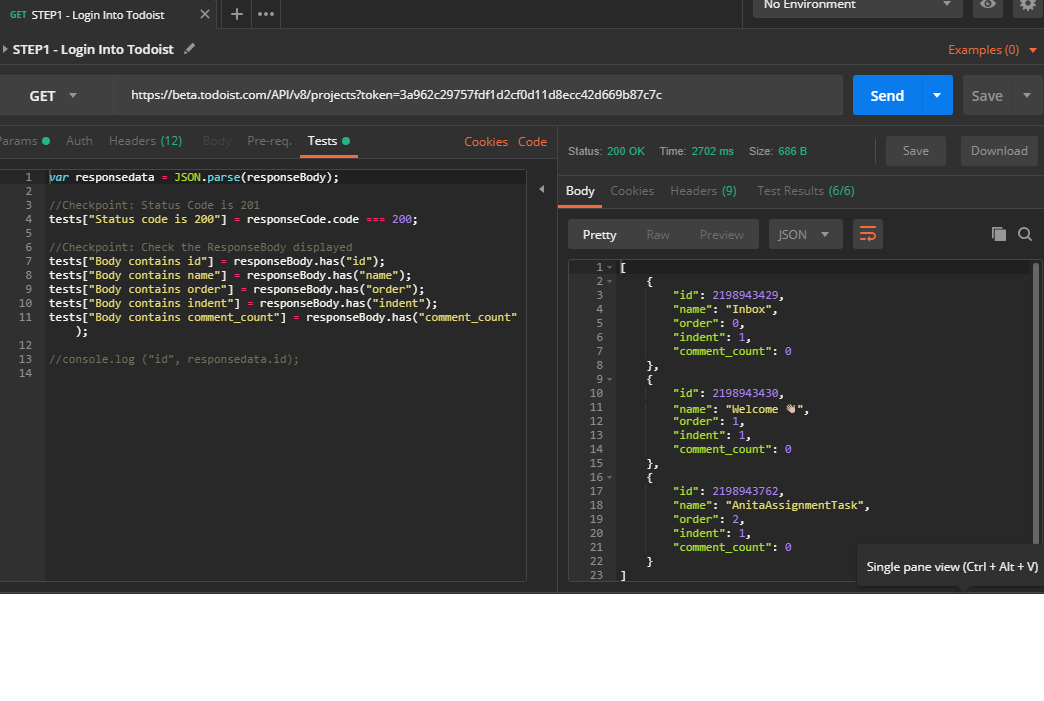 GET STEP1 - Login Into Todoist
No Environment
STEP1 - Login Into Todoist
Examples (0)
GET
https://beta.todoist.com/API/v8/projects?token=3a962c29757fdf1d2cf0d11d8ecc42d669b87c7c
Send
Save
Params
Auth
Headers (12)
Body
Pre-req.
Tests
Cookies
Code
1 var responsedata = JSON.parse(responseBody);
2
3 //Checkpoint: Status Code is 201
4 tests["Status code is 200"] = responseCode.code === 200;
5
6 //Checkpoint: Check the ResponseBody displayed
7 tests["Body contains id"] = responseBody.has("id");
8 tests["Body contains name"] = responseBody.has("name");
9 tests["Body contains order"] = responseBody.has("order");
10 tests["Body contains indent"] = responseBody.has("indent");
11 tests["Body contains comment_count"] = responseBody.has("comment_count"
);
12
13 //console.log ("id", responsedata.id);
14
Status: 200 OK Time: 2702 ms Size: 686 B
Save
Download
Body
Cookies
Headers (9)
Test Results (6/6)
Pretty
Raw
Preview
JSON
1 [
2 {
3 "id": 2198943429,
4 "name": "Inbox",
5 "order": 0,
6 "indent": 1,
7 "comment_count": 0
8 },
9 {
10 "id": 2198943430,
11 "name": "Welcome 👋",
12 "order": 1,
13 "indent": 1,
14 "comment_count": 0
15 },
16 {
17 "id": 2198943762,
18 "name": "AnitaAssignmentTask",
19 "order": 2,
20 "indent": 1,
21 "comment_count": 0
22 }
23 ]
Single pane view (Ctrl + Alt + V)